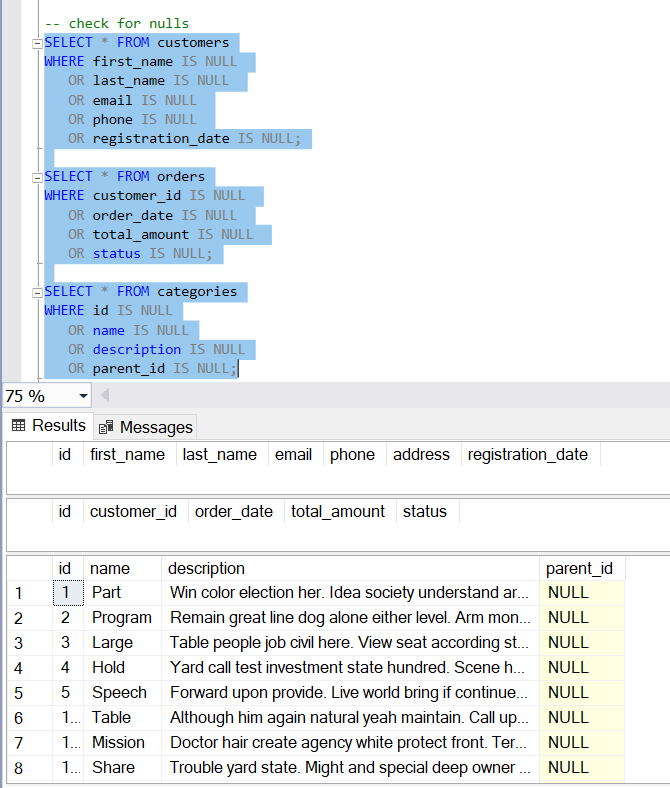 -- check for nulls
SELECT * FROM customers
WHERE first_name IS NULL
OR last_name IS NULL
OR email IS NULL
OR phone IS NULL
OR registration_date IS NULL;
SELECT * FROM orders
WHERE customer_id IS NULL
OR order_date IS NULL
OR total_amount IS NULL
OR status IS NULL;
SELECT * FROM categories
WHERE id IS NULL
OR name IS NULL
OR description IS NULL
OR parent_id IS NULL;
75 %
Results Messages
id first_name last_name email phone address registration_date
id customer_id order_date total_amount status
id name description parent_id
1 1 Part Win color election her. Idea society understand ar... NULL
2 2 Program Remain great line dog alone either level. Arm mon... NULL
3 3 Large Table people job civil here. View seat according st... NULL
4 4 Hold Yard call test investment state hundred. Scene h... NULL
5 5 Speech Forward upon provide. Live world bring if continue... NULL
6 1... Table Although him again natural yeah maintain. Call up... NULL
7 1... Mission Doctor hair create agency white protect front. Ter... NULL
8 1... Share Trouble yard state. Might and special deep owner ... NULL